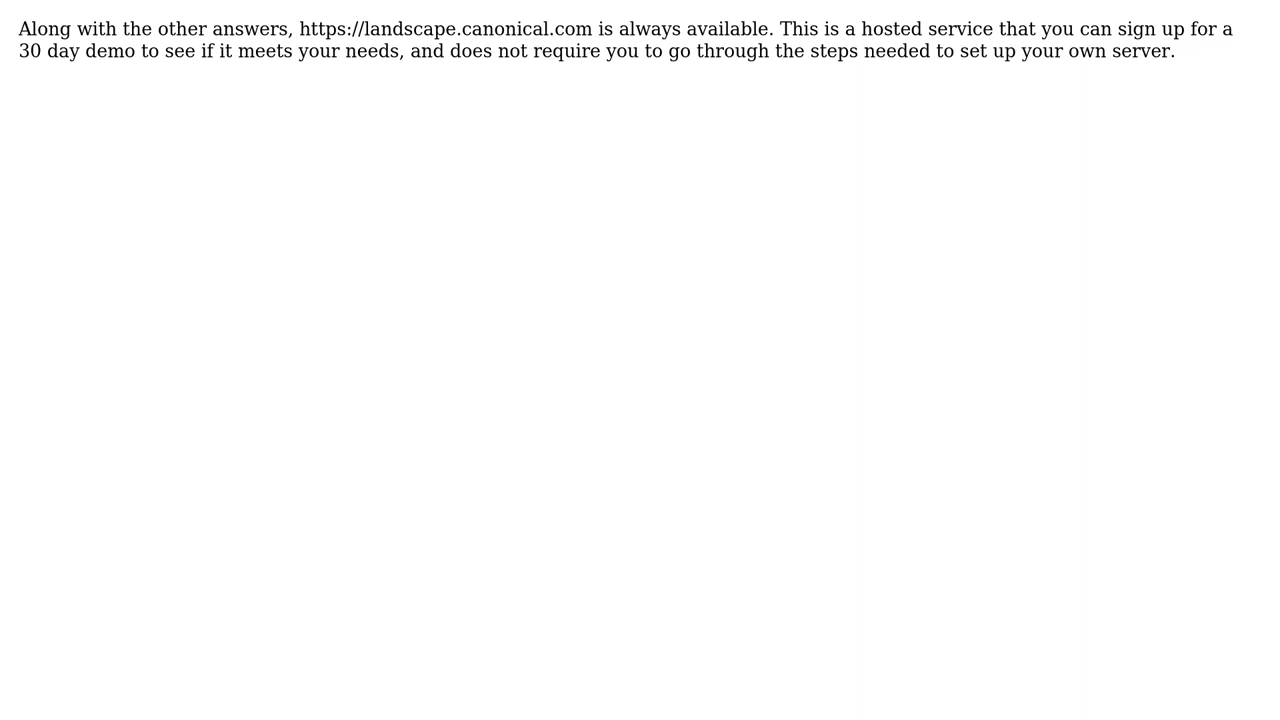 Along with the other answers, https://landscape.canonical.com is always available. This is a hosted service that you can sign up for a
30 day demo to see if it meets your needs, and does not require you to go through the steps needed to set up your own server.